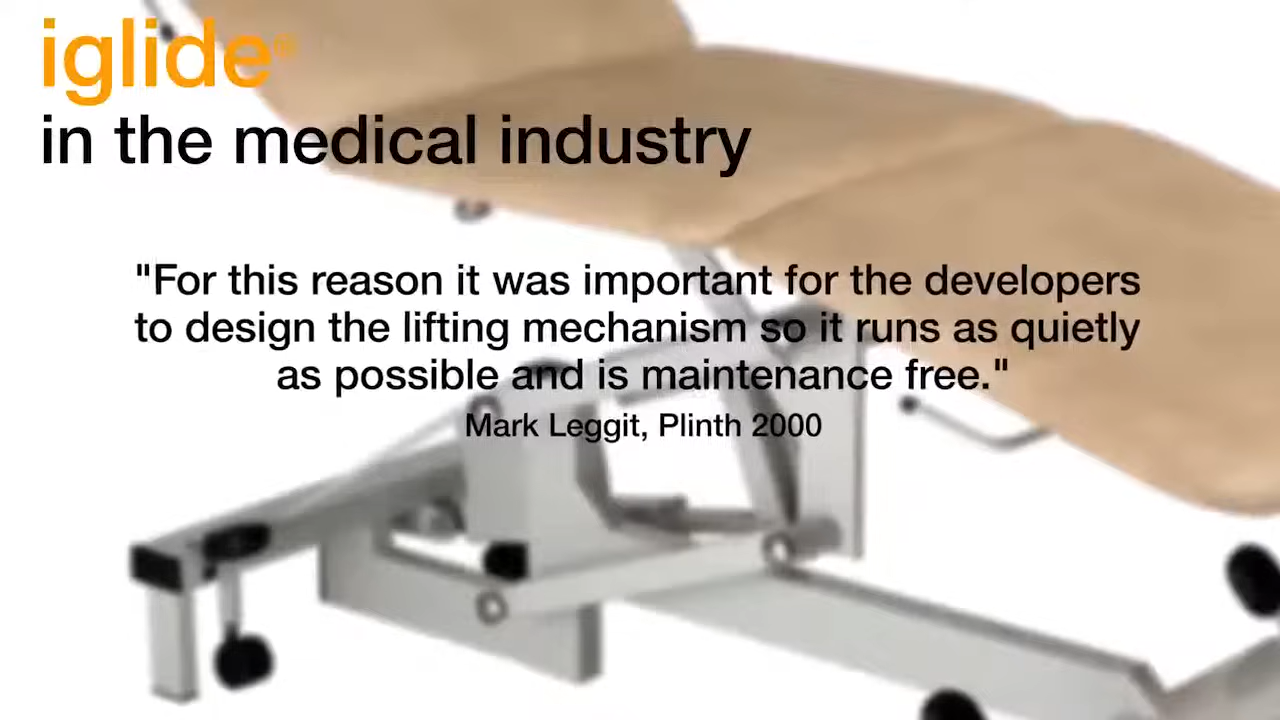 iglide®
in the medical industry
"For this reason it was important for the developers
to design the lifting mechanism so it runs as quietly
as possible and is maintenance free."
Mark Leggit, Plinth 2000